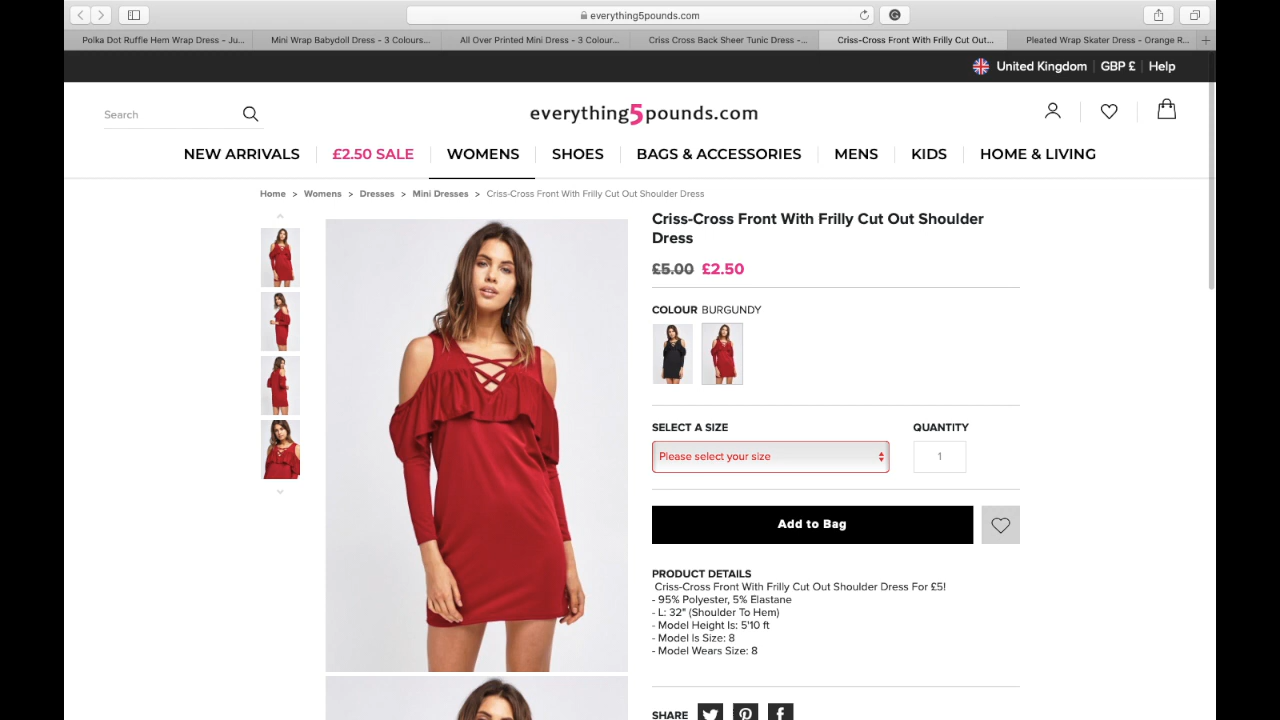 everything5pounds.com
Polka Dot Ruffle Hem Wrap Dress - Ju...
Mini Wrap Babydoll Dress - 3 Colours...
All Over Printed Mini Dress - 3 Colour...
Criss Cross Back Sheer Tunic Dress -...
Criss-Cross Front With Frilly Cut Out...
Pleated Wrap Skater Dress - Orange R...
United Kingdom GBP £ Help
Search
everything5pounds.com
NEW ARRIVALS £2.50 SALE WOMENS SHOES BAGS & ACCESSORIES MENS KIDS HOME & LIVING
Home > Womens > Dresses > Mini Dresses > Criss-Cross Front With Frilly Cut Out Shoulder Dress
Criss-Cross Front With Frilly Cut Out Shoulder
Dress
£5.00 £2.50
COLOUR BURGUNDY
SELECT A SIZE QUANTITY
Please select your size 1
Add to Bag
PRODUCT DETAILS
Criss-Cross Front With Frilly Cut Out Shoulder Dress For £5!
- 95% Polyester, 5% Elastane
- L: 32" (Shoulder To Hem)
- Model Height Is: 5'10 ft
- Model Is Size: 8
- Model Wears Size: 8
SHARE